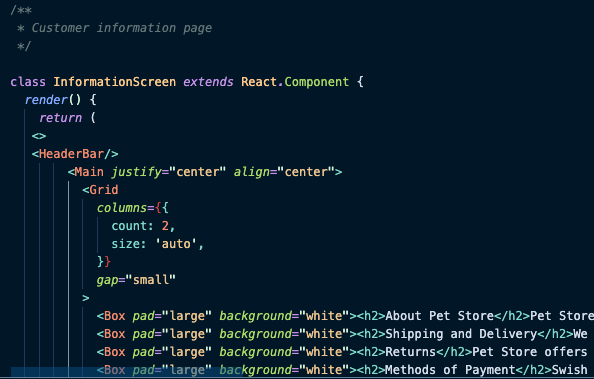 /**
 * Customer information page
 */
class InformationScreen extends React.Component {
  render() {
    return (
   <>
   <HeaderBar/>
        <Main justify="center" align="center">
          <Grid
            columns={{
              count: 2,
              size: 'auto',
            }}
            gap="small"
          >
            <Box pad="large" background="white"><h2>About Pet Store</h2>Pet Store
            <Box pad="large" background="white"><h2>Shipping and Delivery</h2>We
            <Box pad="large" background="white"><h2>Returns</h2>Pet Store offers
            <Box pad="large" background="white"><h2>Methods of Payment</h2>Swish